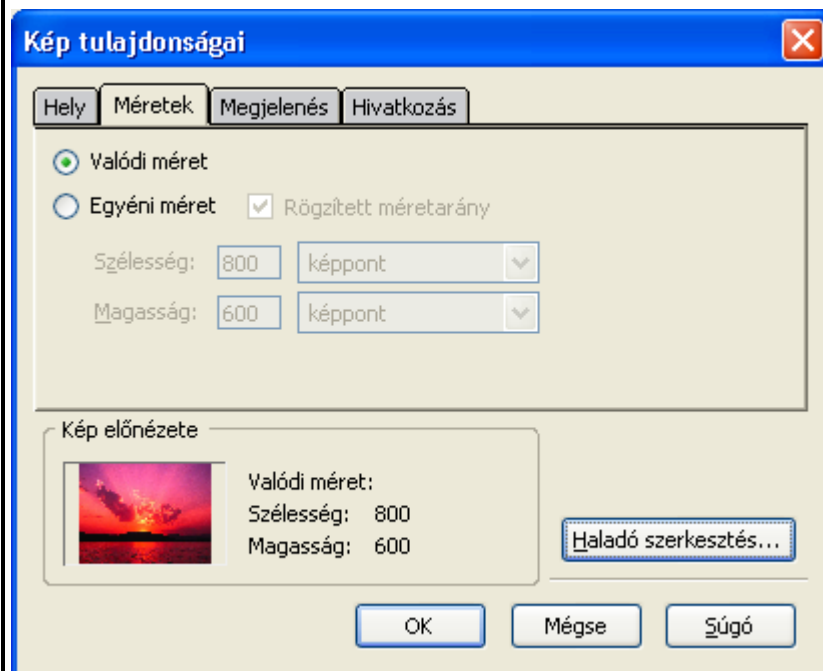 Kép tulajdonságai
Hely Méretek Megjelenés Hivatkozás
Valódi méret
Egyéni méret Rögzített méretarány
Szélesség: 800 képpont
Magasság: 600 képpont
Kép előnézete
Valódi méret:
Szélesség: 800
Magasság: 600
Haladó szerkesztés...
OK Mégse Súgó